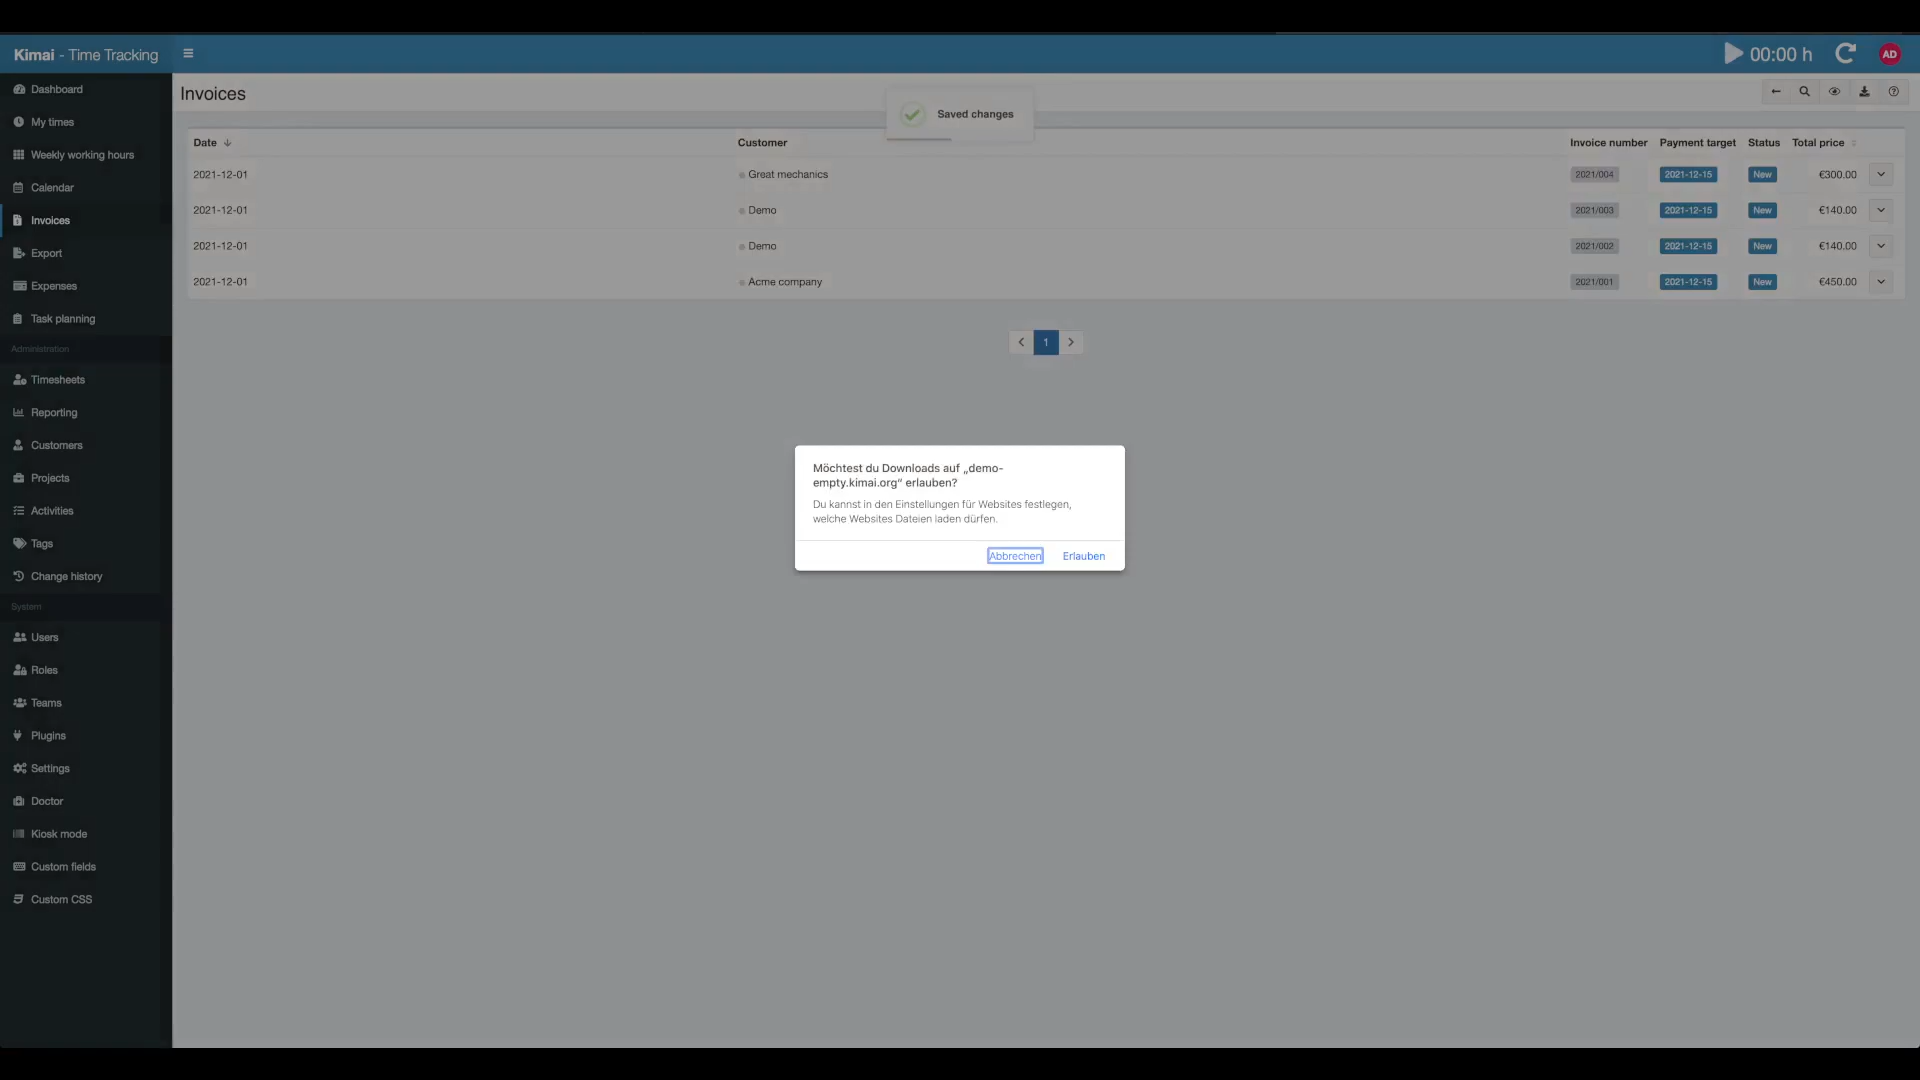 Kimai - Time Tracking
00:00 h
AD
Dashboard
My times
Weekly working hours
Calendar
Invoices
Export
Expenses
Task planning
Administration
Timesheets
Reporting
Customers
Projects
Activities
Tags
Change history
System
Users
Roles
Teams
Plugins
Settings
Doctor
Kiosk mode
Custom fields
Custom CSS
Invoices
Saved changes
Date Customer Invoice number Payment target Status Total price
2021-12-01 Great mechanics 2021/004 2021-12-15 New €300.00
2021-12-01 Demo 2021/003 2021-12-15 New €140.00
2021-12-01 Demo 2021/002 2021-12-15 New €140.00
2021-12-01 Acme company 2021/001 2021-12-15 New €450.00
1
Möchtest du Downloads auf „demo-
empty.kimai.org“ erlauben?
Du kannst in den Einstellungen für Websites festlegen,
welche Websites Dateien laden dürfen.
Abbrechen Erlauben